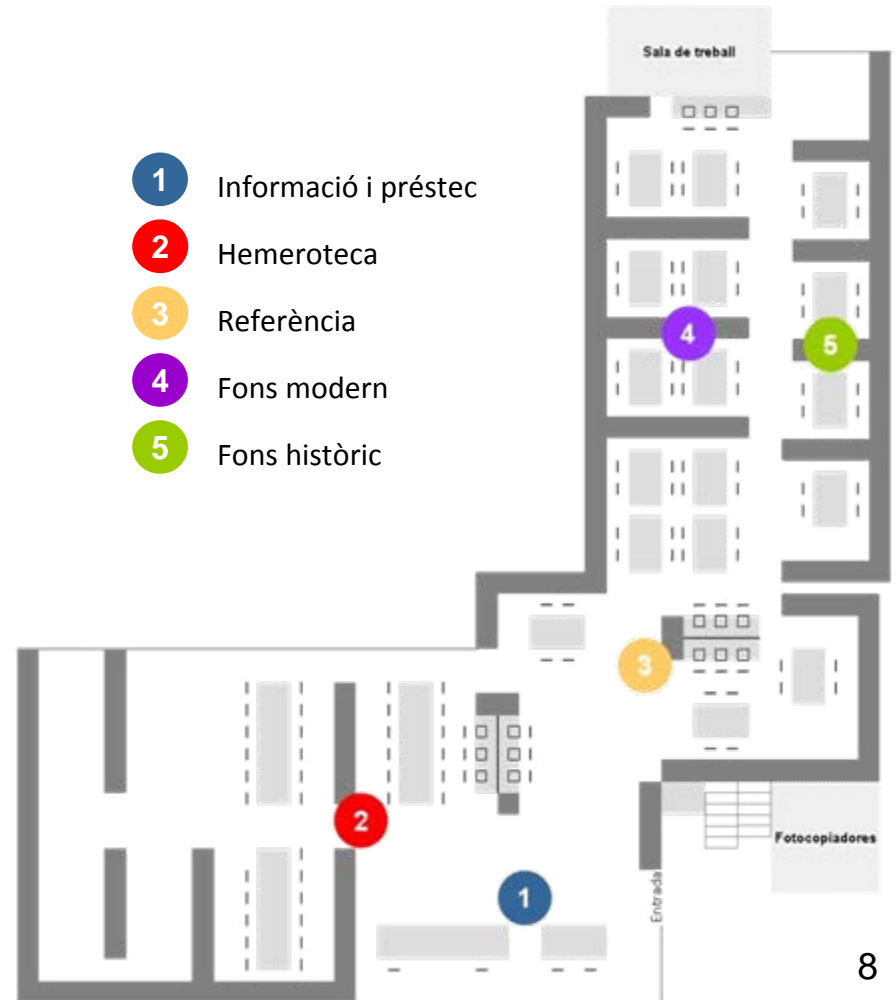 Sala de treball
1 Informació i préstec
2 Hemeroteca
3 Referència
4 Fons modern
5 Fons històric
4
5
3
2
Fotocopiadores
1
Entrada
8